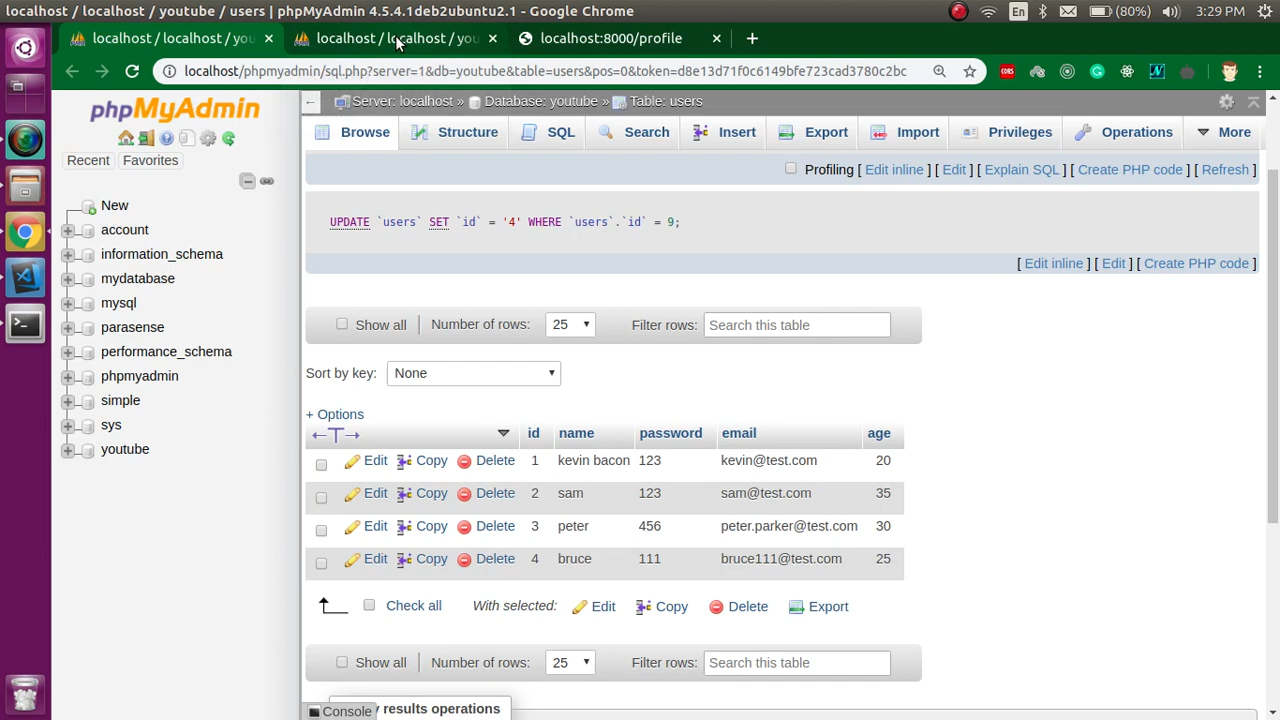 localhost / localhost / youtube / users | phpMyAdmin 4.5.4.1deb2ubuntu2.1 - Google Chrome
En
(80%)
3:29 PM
localhost / localhost / you
localhost / localhost / you
localhost:8000/profile
localhost/phpmyadmin/sql.php?server=1&db=youtube&table=users&pos=0&token=d8e13d71f0c6149bfe723cad3780c2bc
CORS
phpMyAdmin
Server: localhost » Database: youtube » Table: users
Browse Structure SQL Search Insert Export Import Privileges Operations More
Recent Favorites
Profiling [ Edit inline ] [ Edit ] [ Explain SQL ] [ Create PHP code ] [ Refresh ]
New
account
information_schema
mydatabase
mysql
parasense
performance_schema
phpmyadmin
simple
sys
youtube
UPDATE `users` SET `id` = '4' WHERE `users`.`id` = 9;
[ Edit inline ] [ Edit ] [ Create PHP code ]
Show all Number of rows: 25 Filter rows: Search this table
Sort by key: None
+ Options
←T→ id name password email age
Edit Copy Delete 1 kevin bacon 123 kevin@test.com 20
Edit Copy Delete 2 sam 123 sam@test.com 35
Edit Copy Delete 3 peter 456 peter.parker@test.com 30
Edit Copy Delete 4 bruce 111 bruce111@test.com 25
Check all With selected: Edit Copy Delete Export
Show all Number of rows: 25 Filter rows: Search this table
results operations
Console